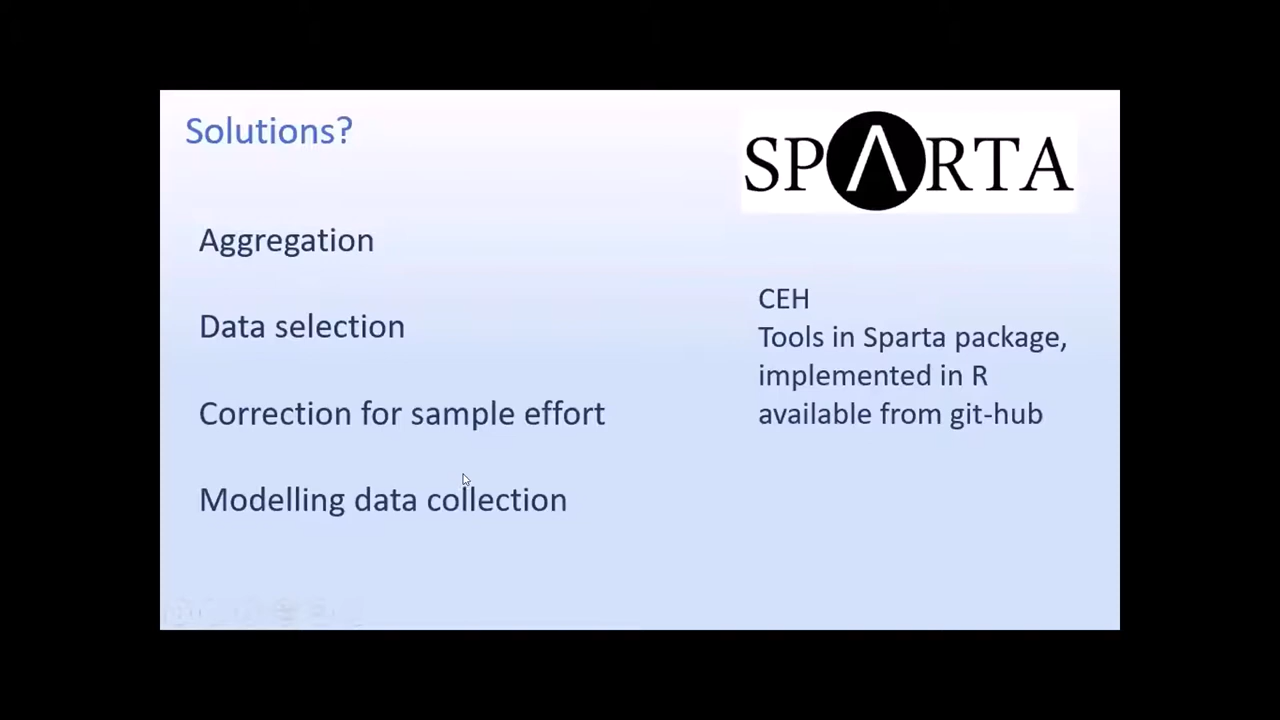 Solutions?
SPΛRTA
Aggregation
Data selection
Correction for sample effort
Modelling data collection
CEH
Tools in Sparta package,
implemented in R
available from git-hub